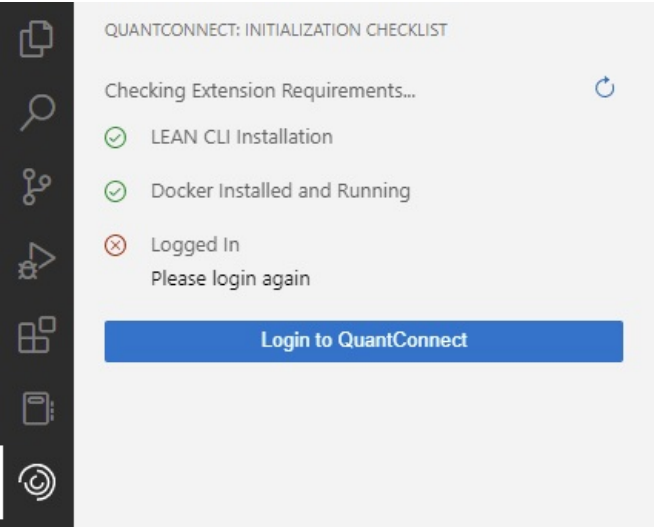 QUANTCONNECT: INITIALIZATION CHECKLIST
Checking Extension Requirements...
LEAN CLI Installation
Docker Installed and Running
Logged In
Please login again
Login to QuantConnect